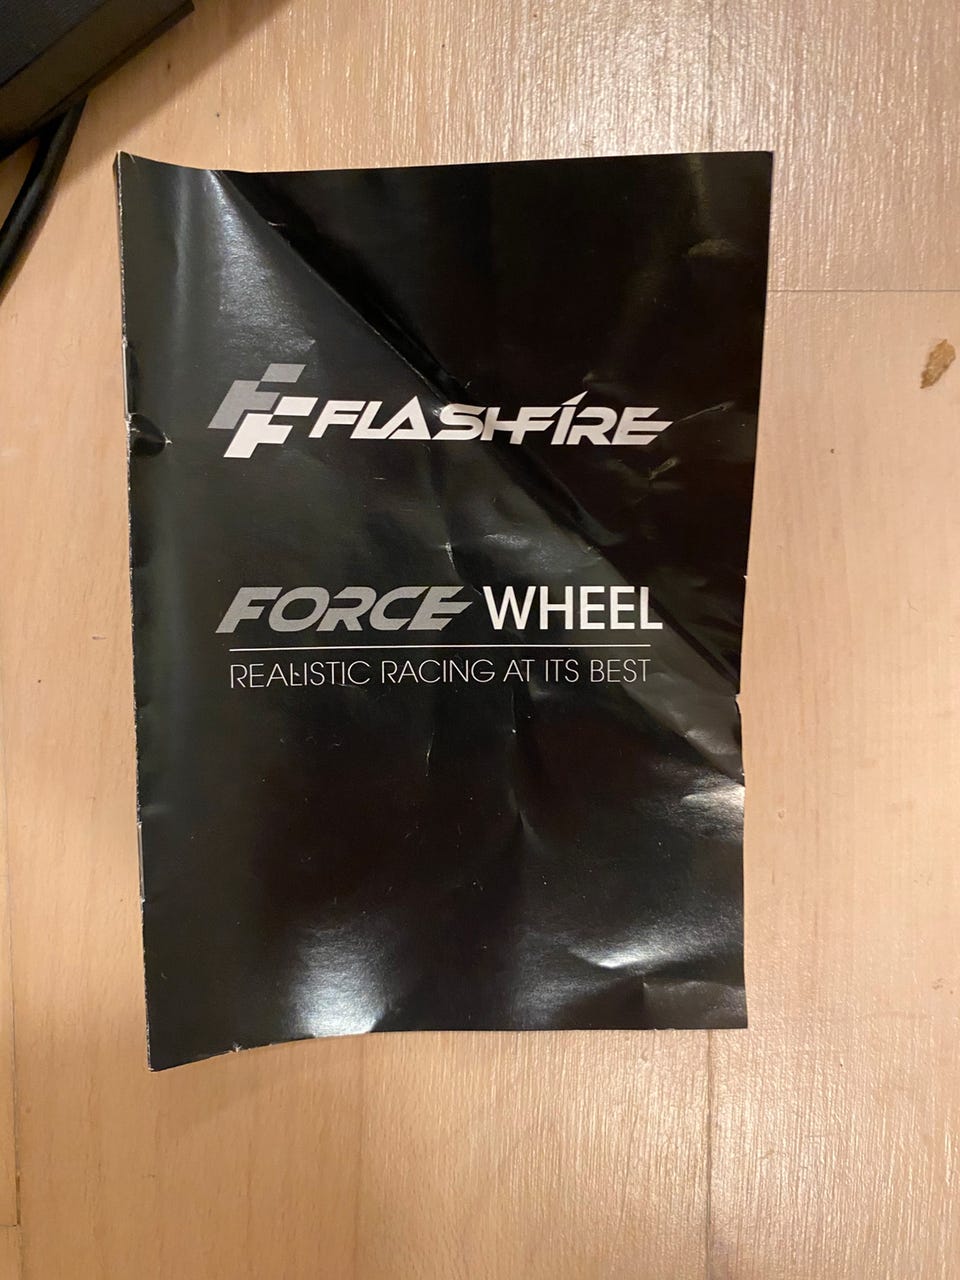 FLASHFIRE
FORCE WHEEL
REALISTIC RACING AT ITS BEST